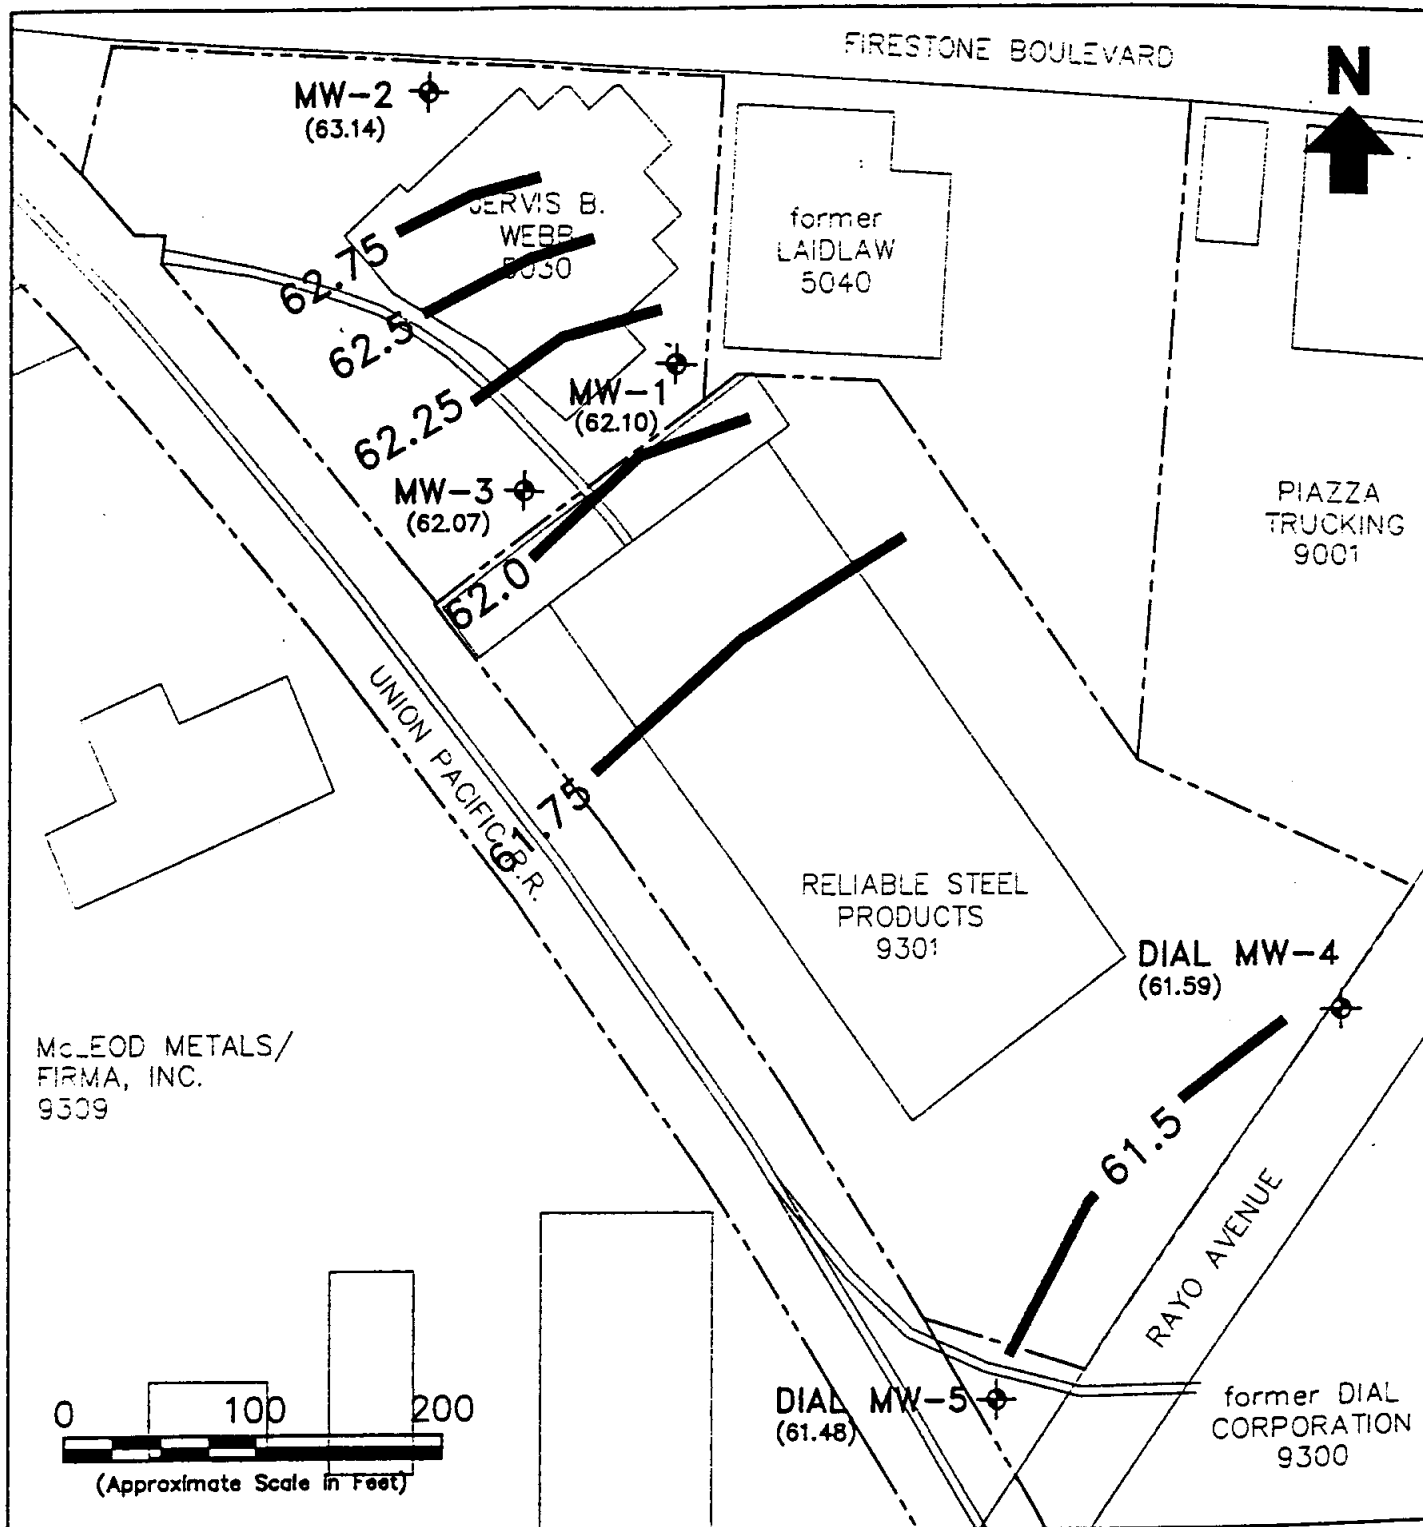 FIRESTONE BOULEVARD
N
MW-2
(63.14)
JERVIS B.
WEBB
5030
former
LAIDLAW
5040
62.75
62.5
62.25
MW-1
(62.10)
MW-3
(62.07)
62.0
PIAZZA
TRUCKING
9001
UNION PACIFIC R.R.
61.75
RELIABLE STEEL
PRODUCTS
9301
DIAL MW-4
(61.59)
McLEOD METALS/
FIRMA, INC.
9309
61.5
RAYO AVENUE
DIAL MW-5
(61.48)
former DIAL
CORPORATION
9300
0 100 200
(Approximate Scale in Feet)